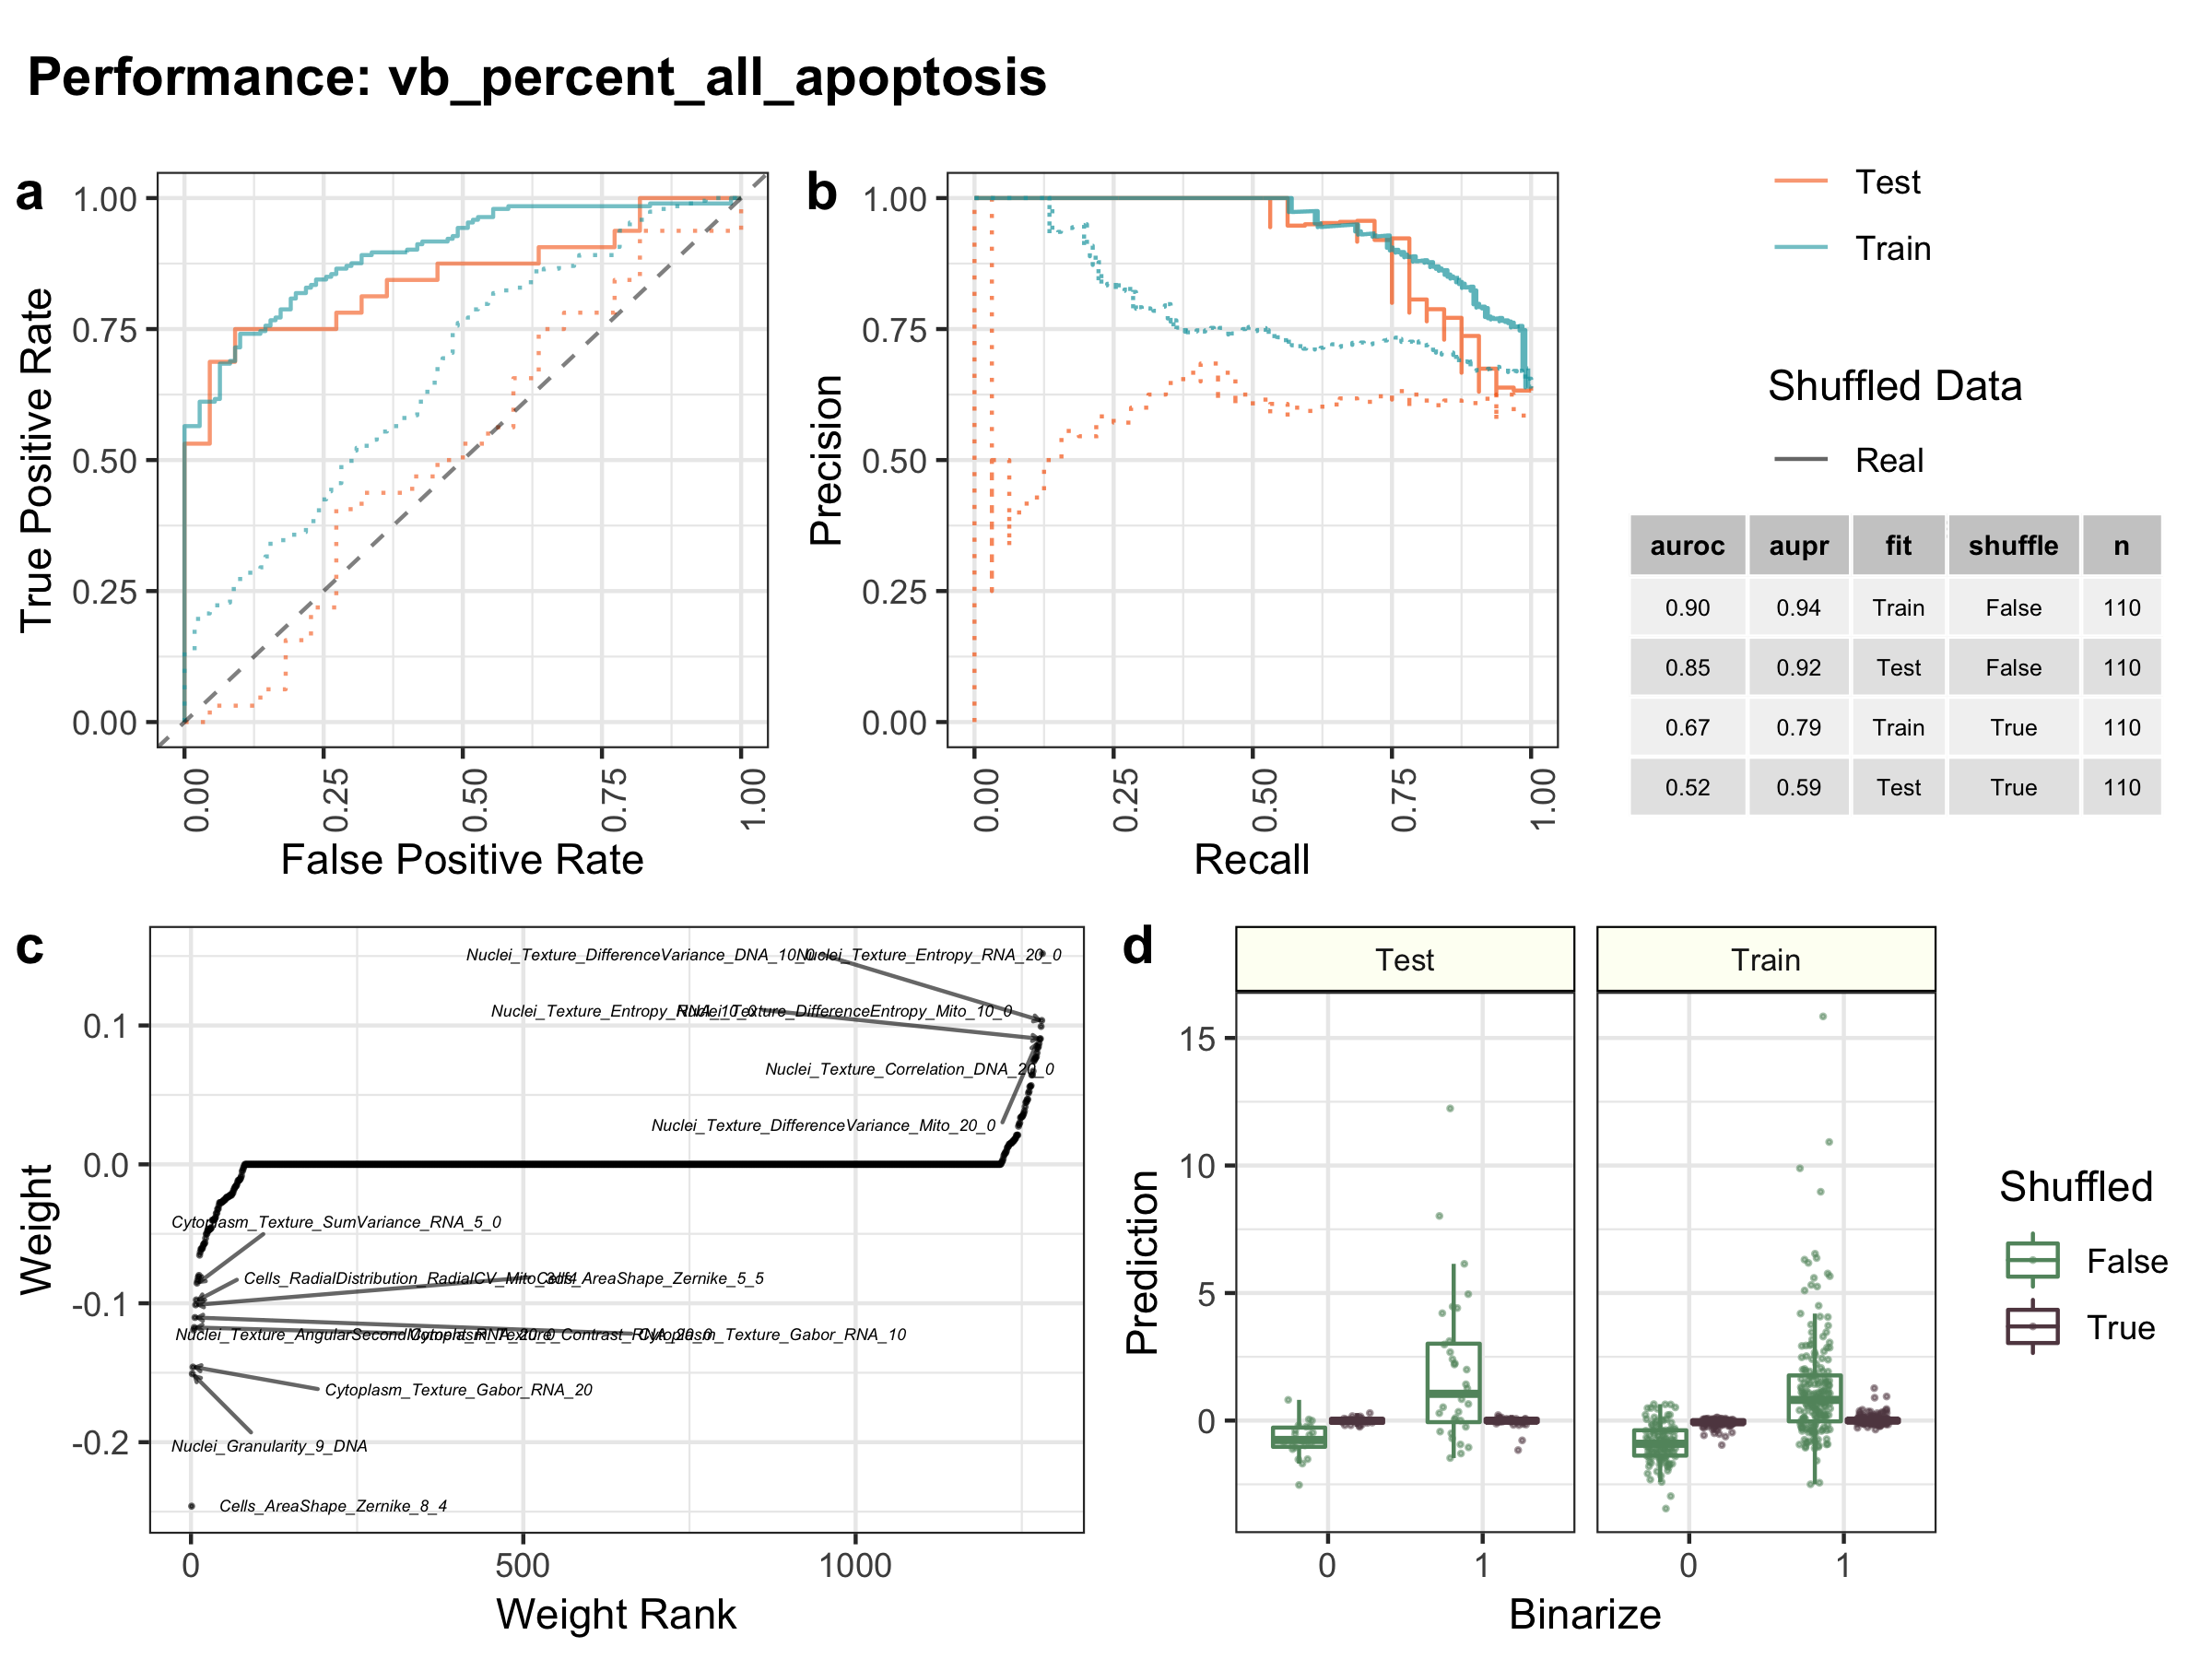 Performance: vb_percent_all_apoptosis
a
1.00
0.75
0.50
0.25
0.00
True Positive Rate
0.00
0.25
0.50
0.75
1.00
False Positive Rate
b
1.00
0.75
0.50
0.25
0.00
Precision
0.00
0.25
0.50
0.75
1.00
Recall
Test
Train
Shuffled Data
Real
auroc aupr fit shuffle n
0.90 0.94 Train False 110
0.85 0.92 Test False 110
0.67 0.79 Train True 110
0.52 0.59 Test True 110
c
0.1
0.0
-0.1
-0.2
Weight
Nuclei_Texture_DifferenceVariance_DNA_10_0
Nuclei_Texture_Entropy_RNA_20_0
Nuclei_Texture_Entropy_RNA_10_0
Nuclei_Texture_DifferenceEntropy_Mito_10_0
Nuclei_Texture_Correlation_DNA_20_0
Nuclei_Texture_DifferenceVariance_Mito_20_0
Cytoplasm_Texture_SumVariance_RNA_5_0
Cells_RadialDistribution_RadialCV_Mito_3of4
Cells_AreaShape_Zernike_5_5
Nuclei_Texture_AngularSecondMoment_RNA_20_0
Cytoplasm_Texture_Contrast_RNA_20_0
Cytoplasm_Texture_Gabor_RNA_10
Cytoplasm_Texture_Gabor_RNA_20
Nuclei_Granularity_9_DNA
Cells_AreaShape_Zernike_8_4
0
500
1000
Weight Rank
d
Test
Train
15
10
5
0
Prediction
0
1
0
1
Binarize
Shuffled
False
True